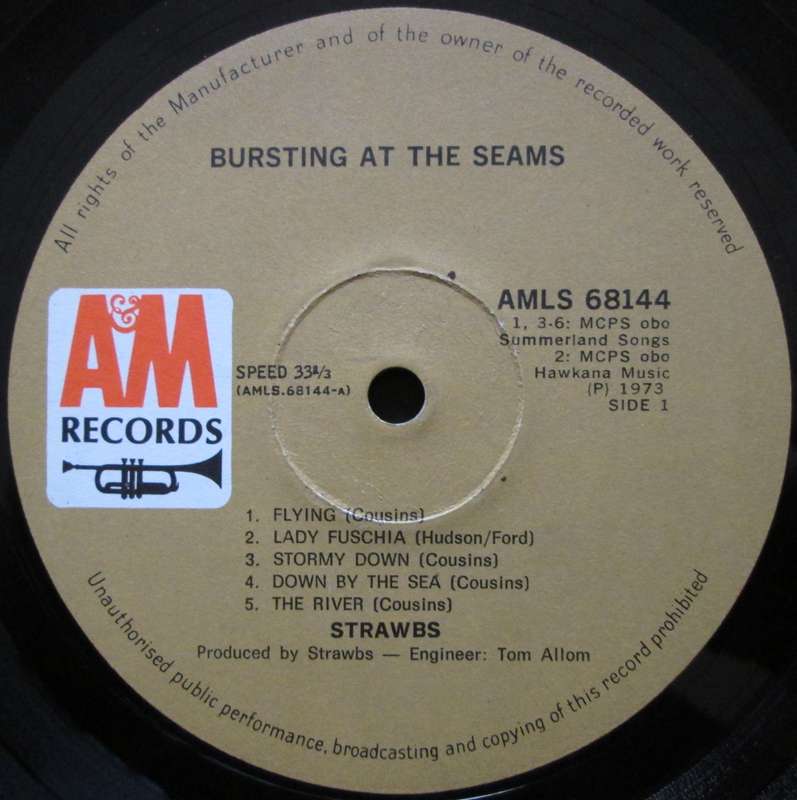 All rights of the Manufacturer and of the owner of the recorded work reserved
BURSTING AT THE SEAMS
A&M
RECORDS
SPEED 33⅓
(AMLS.68144-A)
AMLS 68144
1, 3-6: MCPS obo
Summerland Songs
2: MCPS obo
Hawkana Music
(P) 1973
SIDE 1
1. FLYING (Cousins)
2. LADY FUSCHIA (Hudson/Ford)
3. STORMY DOWN (Cousins)
4. DOWN BY THE SEA (Cousins)
5. THE RIVER (Cousins)
STRAWBS
Produced by Strawbs — Engineer: Tom Allom
Unauthorised public performance, broadcasting and copying of this record prohibited